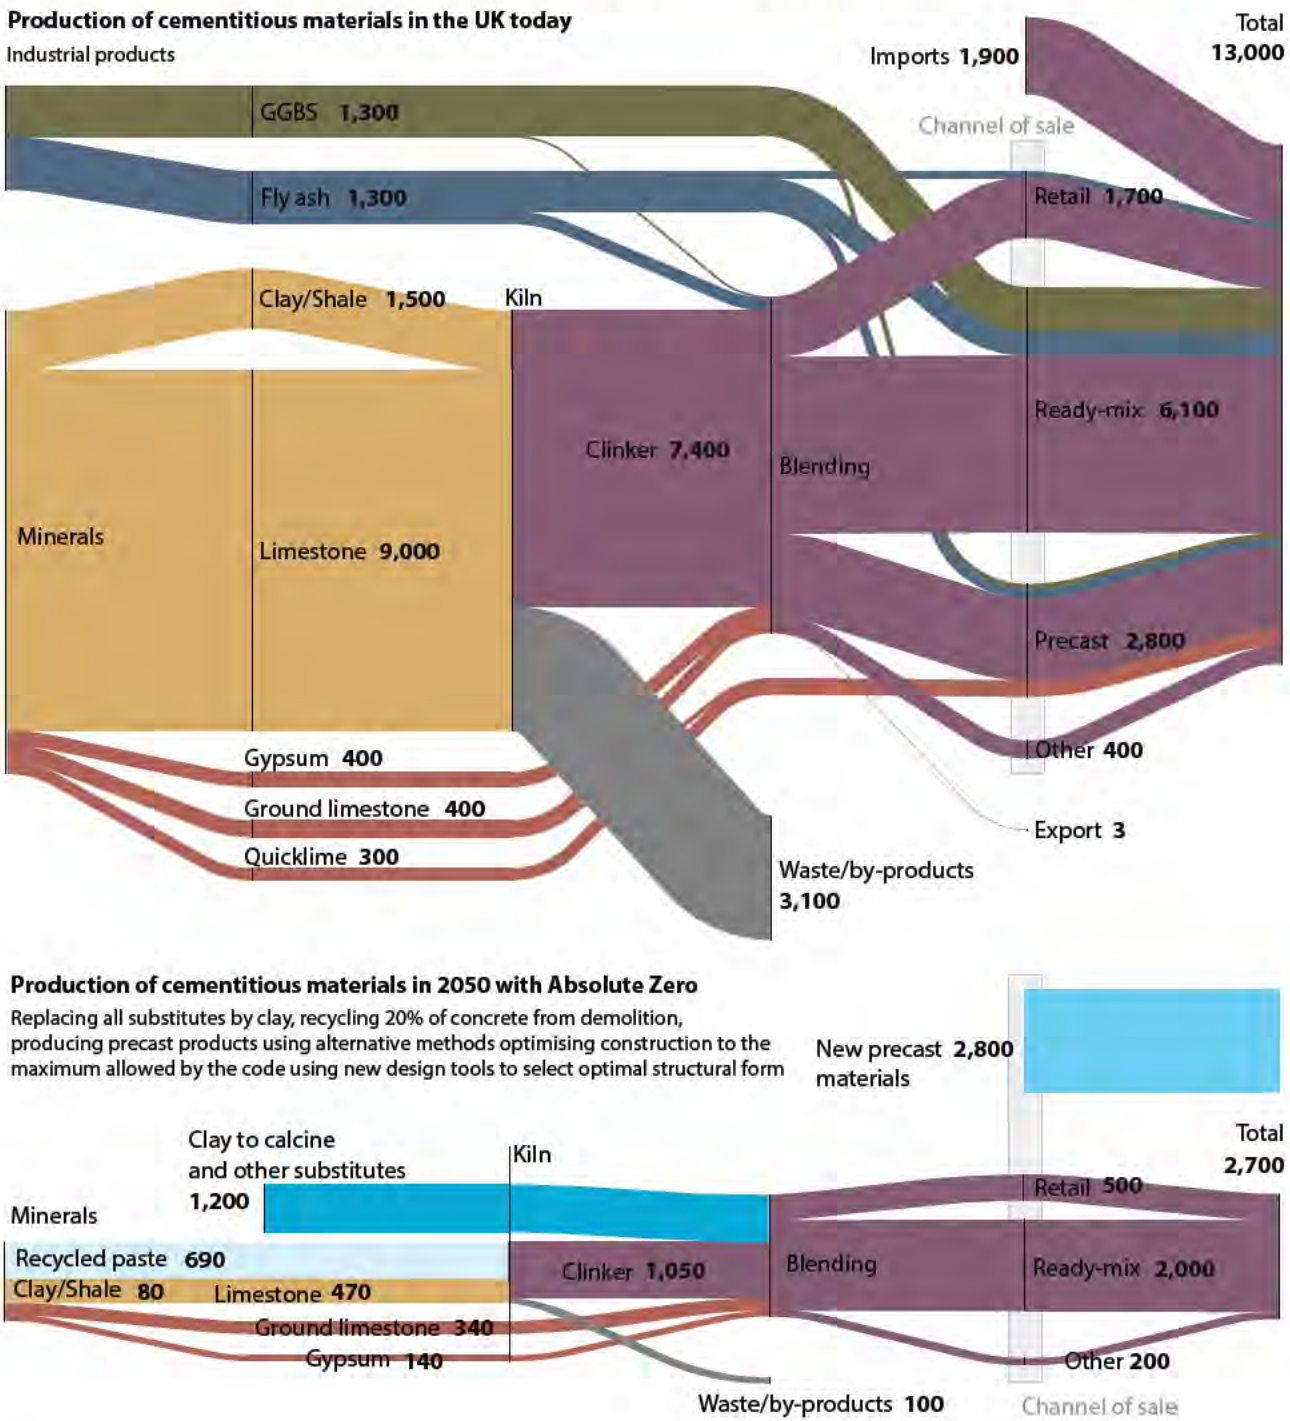 Production of cementitious materials in the UK today
Industrial products
Imports 1,900
Total
13,000
GGBS 1,300
Channel of sale
Fly ash 1,300
Retail 1,700
Clay/Shale 1,500
Kiln
Ready-mix 6,100
Clinker 7,400
Blending
Minerals
Limestone 9,000
Precast 2,800
Gypsum 400
Other 400
Ground limestone 400
Export 3
Quicklime 300
Waste/by-products
3,100
Production of cementitious materials in 2050 with Absolute Zero
Replacing all substitutes by clay, recycling 20% of concrete from demolition,
producing precast products using alternative methods optimising construction to the
maximum allowed by the code using new design tools to select optimal structural form
New precast 2,800
materials
Clay to calcine
and other substitutes
1,200
Kiln
Total
2,700
Retail 500
Minerals
Recycled paste 690
Clinker 1,050
Blending
Ready-mix 2,000
Clay/Shale 80
Limestone 470
Ground limestone 340
Gypsum 140
Other 200
Waste/by-products 100
Channel of sale